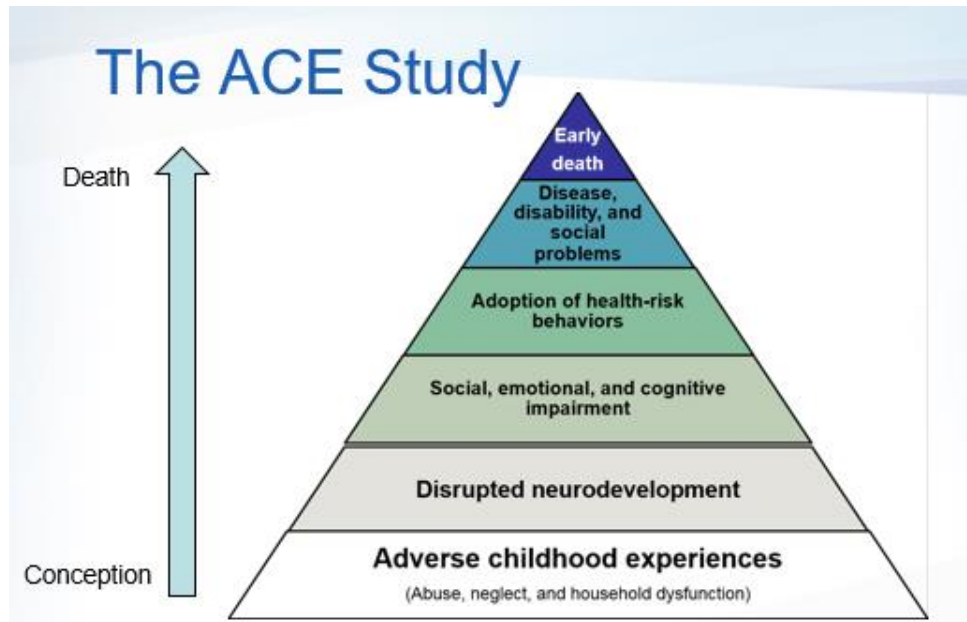 The ACE Study
Death
Early
death
Disease,
disability, and
social
problems
Adoption of health-risk
behaviors
Social, emotional, and cognitive
impairment
Disrupted neurodevelopment
Adverse childhood experiences
(Abuse, neglect, and household dysfunction)
Conception